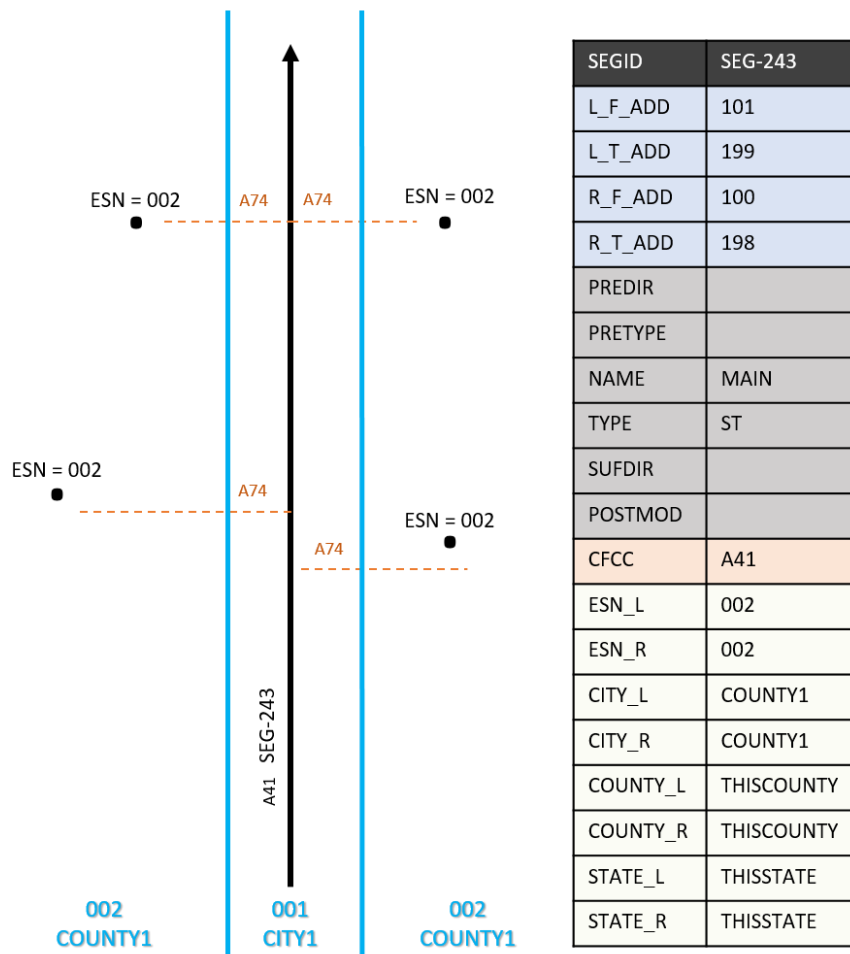 ESN = 002
A74
A74
ESN = 002
ESN = 002
A74
ESN = 002
A74
A41 SEG-243
002
COUNTY1
001
CITY1
002
COUNTY1
SEGID SEG-243
L_F_ADD 101
L_T_ADD 199
R_F_ADD 100
R_T_ADD 198
PREDIR
PRETYPE
NAME MAIN
TYPE ST
SUFDIR
POSTMOD
CFCC A41
ESN_L 002
ESN_R 002
CITY_L COUNTY1
CITY_R COUNTY1
COUNTY_L THISCOUNTY
COUNTY_R THISCOUNTY
STATE_L THISSTATE
STATE_R THISSTATE